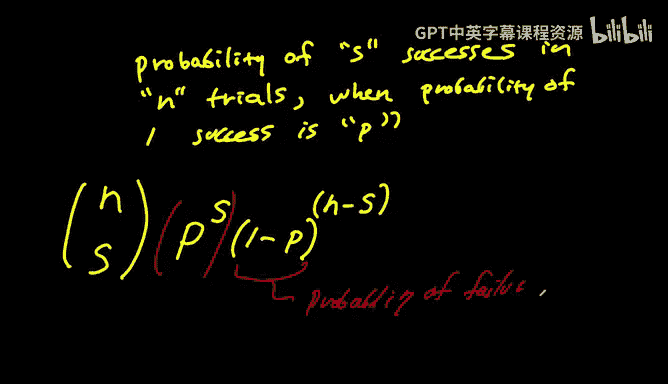 GPT中英字幕课程资源 bilibili
probability of "s" successes in
"n" trials, when probability of
1 success is "p"
(n s) (p^s) (1-p)^(n-s)
probability of failur